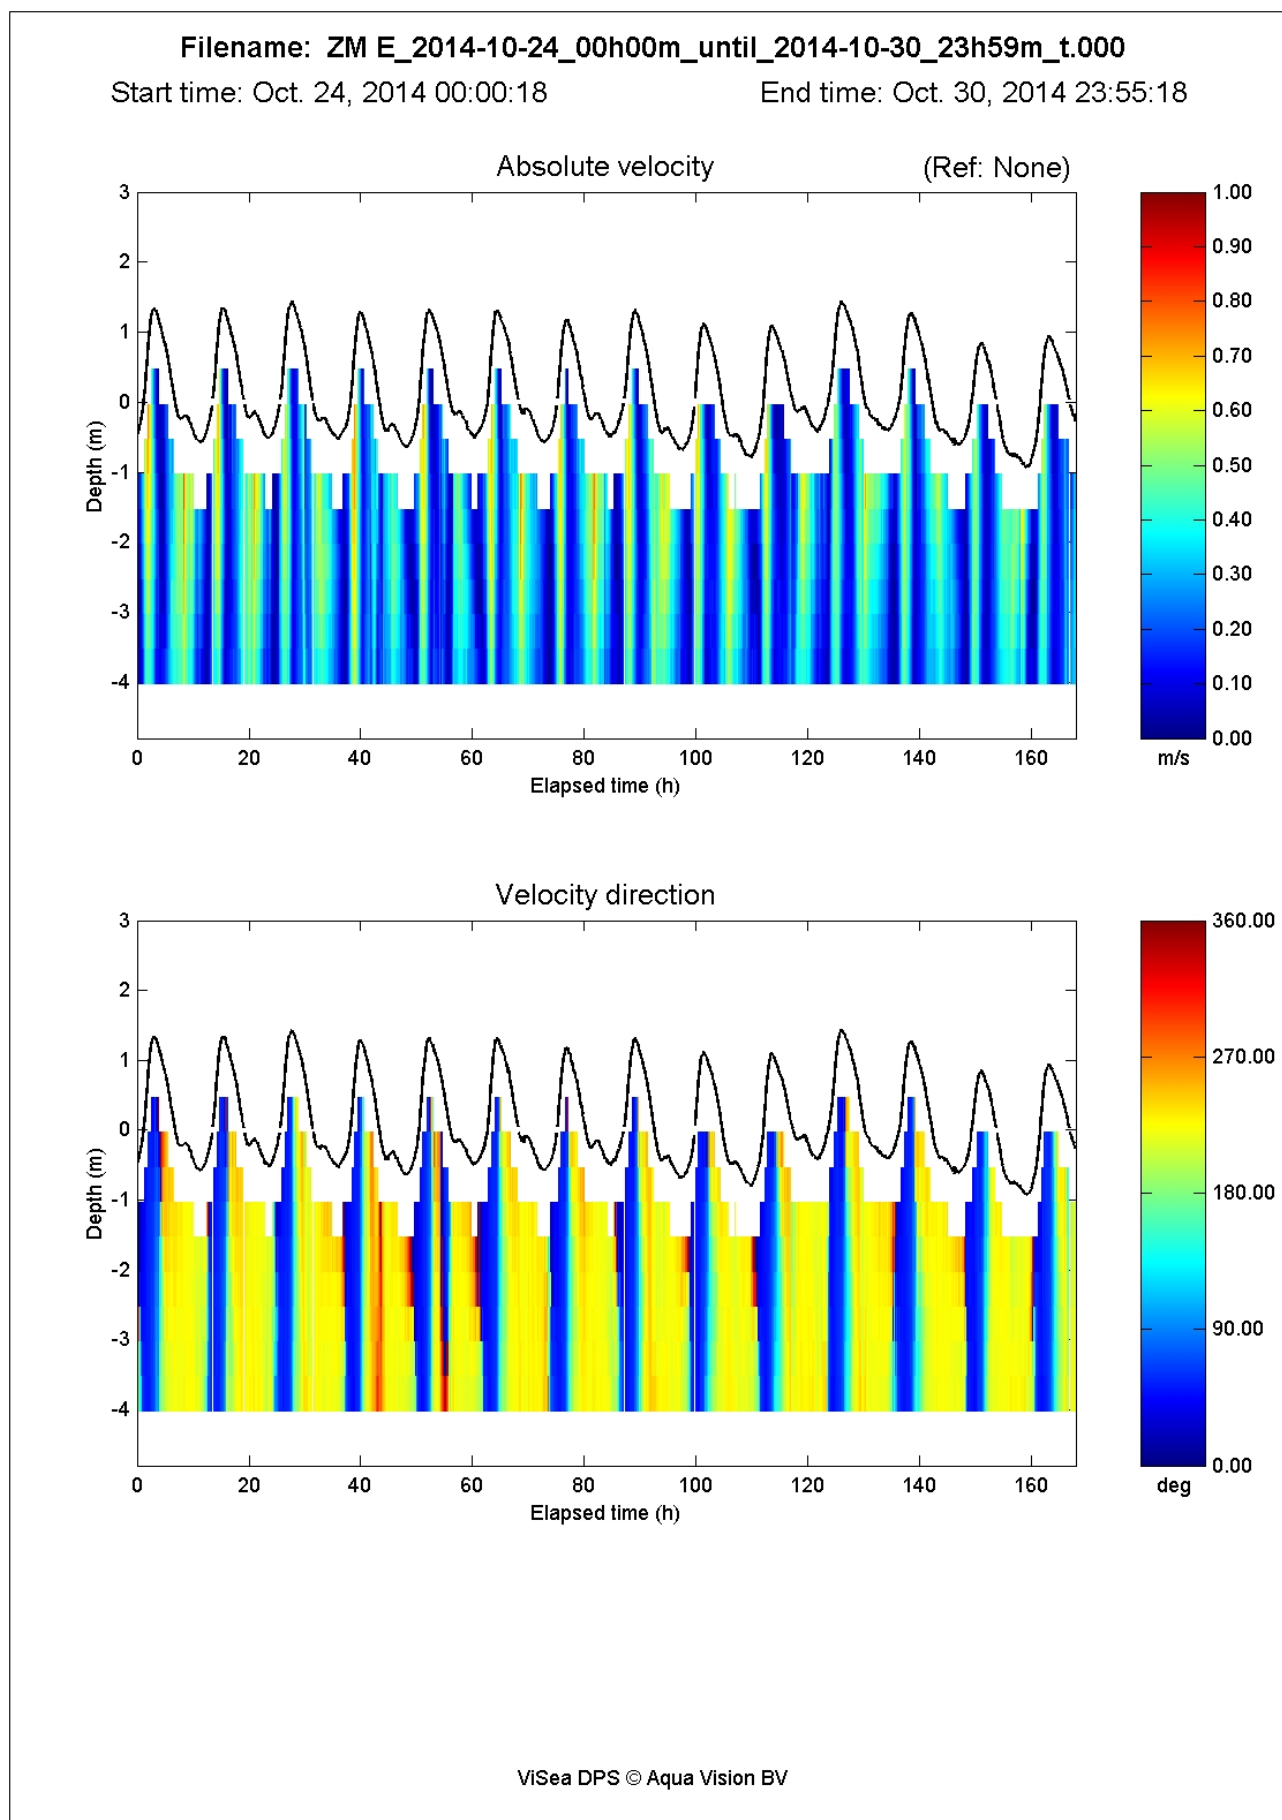 Filename: ZM E_2014-10-24_00h00m_until_2014-10-30_23h59m_t.000
Start time: Oct. 24, 2014 00:00:18 End time: Oct. 30, 2014 23:55:18
Absolute velocity (Ref: None)
3
2
1
0
-1
-2
-3
-4
Depth (m)
0 20 40 60 80 100 120 140 160
Elapsed time (h)
1.00
0.90
0.80
0.70
0.60
0.50
0.40
0.30
0.20
0.10
0.00
m/s
Velocity direction
3
2
1
0
-1
-2
-3
-4
Depth (m)
0 20 40 60 80 100 120 140 160
Elapsed time (h)
360.00
270.00
180.00
90.00
0.00
deg
ViSea DPS © Aqua Vision BV